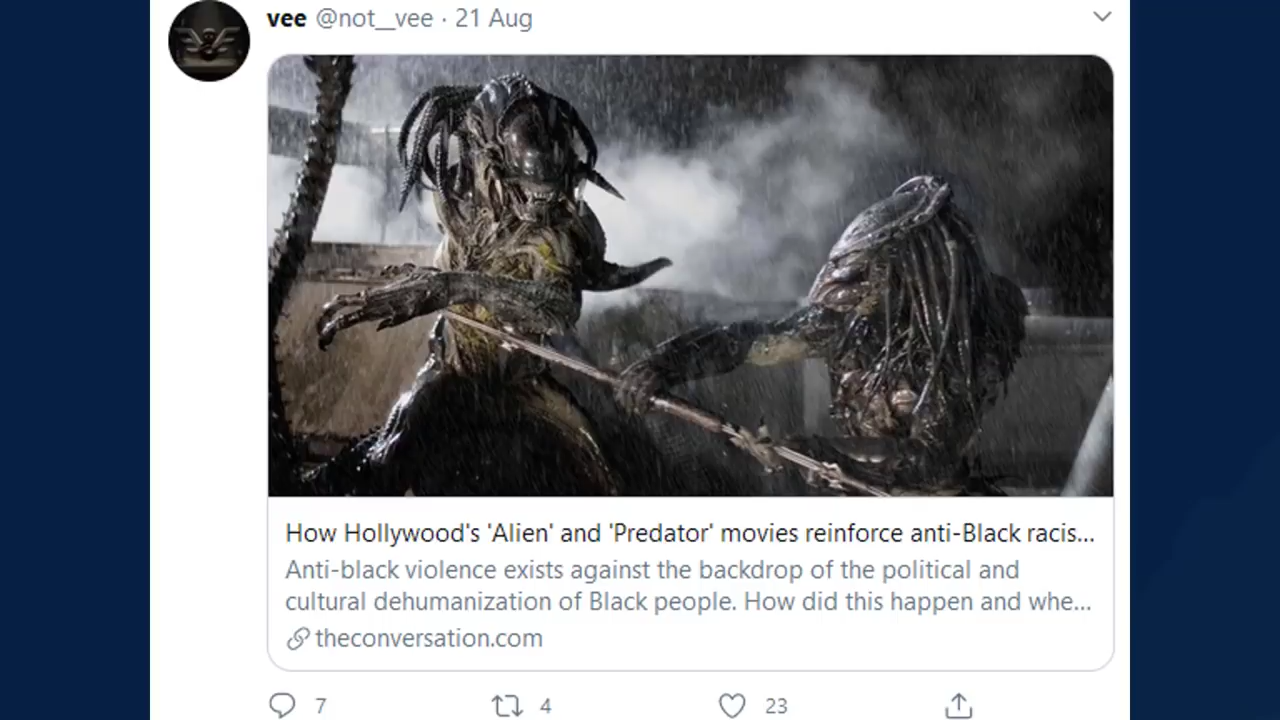 vee @not__vee · 21 Aug
How Hollywood's 'Alien' and 'Predator' movies reinforce anti-Black racis...
Anti-black violence exists against the backdrop of the political and
cultural dehumanization of Black people. How did this happen and whe...
theconversation.com
7 4 23